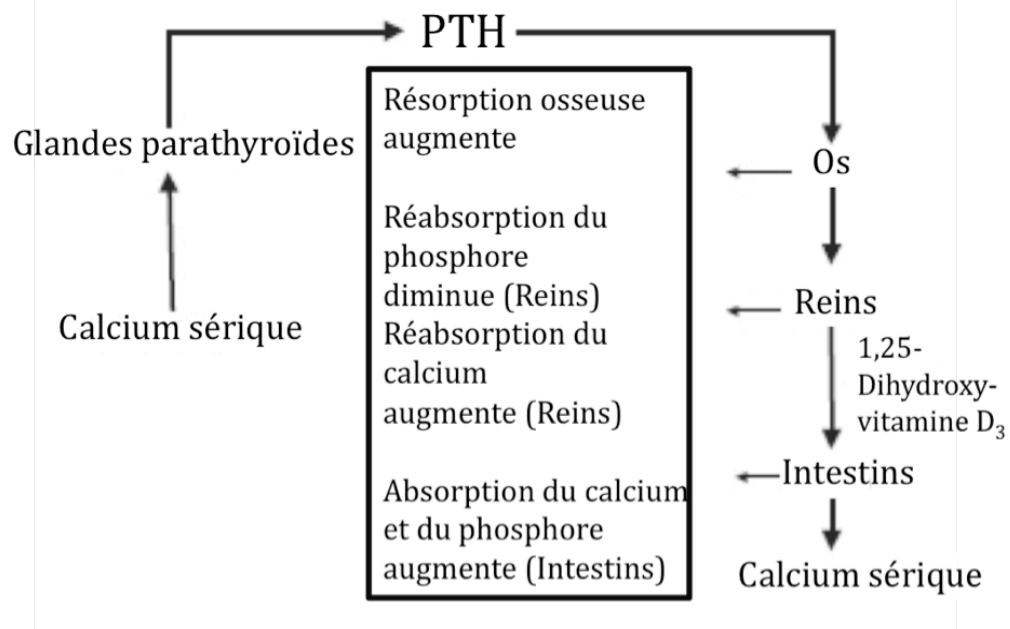 PTH
Glandes parathyroïdes
Calcium sérique
Résorption osseuse
augmente
Réabsorption du
phosphore
diminue (Reins)
Réabsorption du
calcium
augmente (Reins)
Absorption du calcium
et du phosphore
augmente (Intestins)
Os
Reins
1,25-
Dihydroxy-
vitamine D₃
Intestins
Calcium sérique